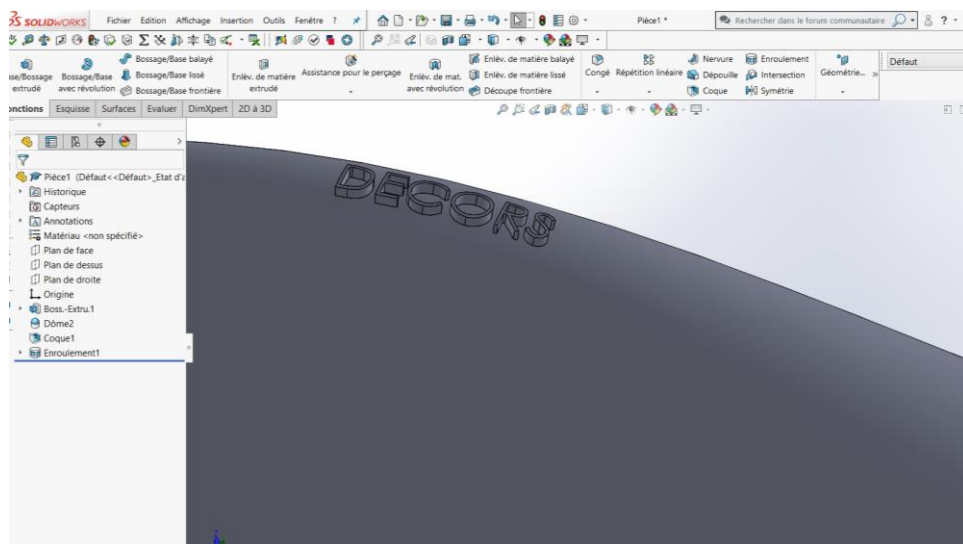 SOLIDWORKS Fichier Edition Affichage Insertion Outils Fenêtre ? Pièce1 * Rechercher dans le forum communautaire ?
Bossage/Base extrudé
Bossage/Base avec révolution
Bossage/Base balayé
Bossage/Base lissé
Bossage/Base frontière
Enlèv. de matière extrudé
Assistance pour le perçage
Enlèv. de mat. avec révolution
Enlèv. de matière balayé
Enlèv. de matière lissé
Découpe frontière
Congé
Répétition linéaire
Nervure
Dépouille
Coque
Enroulement
Intersection
Symétrie
Géométrie...
Défaut
onctions Esquisse Surfaces Evaluer DimXpert 2D à 3D
Pièce1 (Défaut<<Défaut>_Etat d'a
Historique
Capteurs
Annotations
Matériau <non spécifié>
Plan de face
Plan de dessus
Plan de droite
Origine
Boss.-Extru.1
Dôme2
Coque1
Enroulement1
DECORS